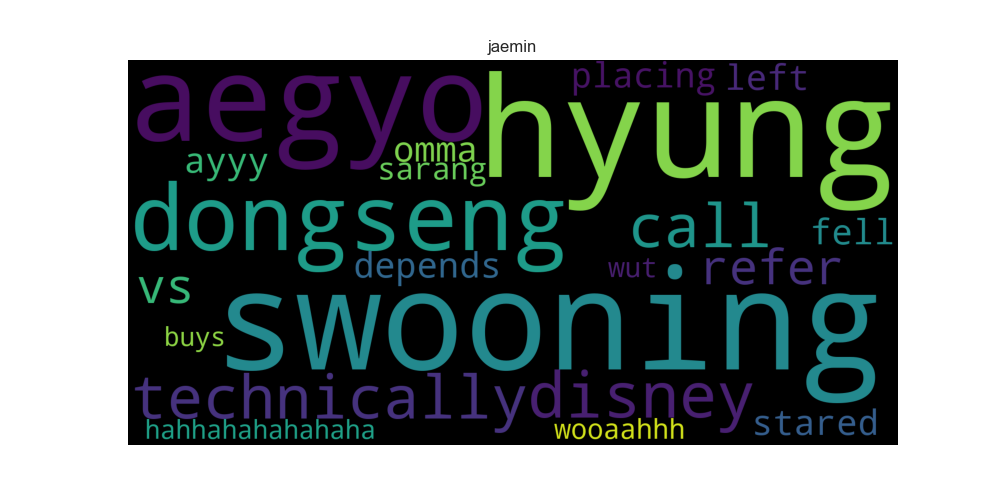 jaemin
aegyo hyung placing left
ayyy omma
sarang
dongseng call fell
depends wut refer
vs swooning
buys
technically disney
hahhahahahahaha wooaahhh stared